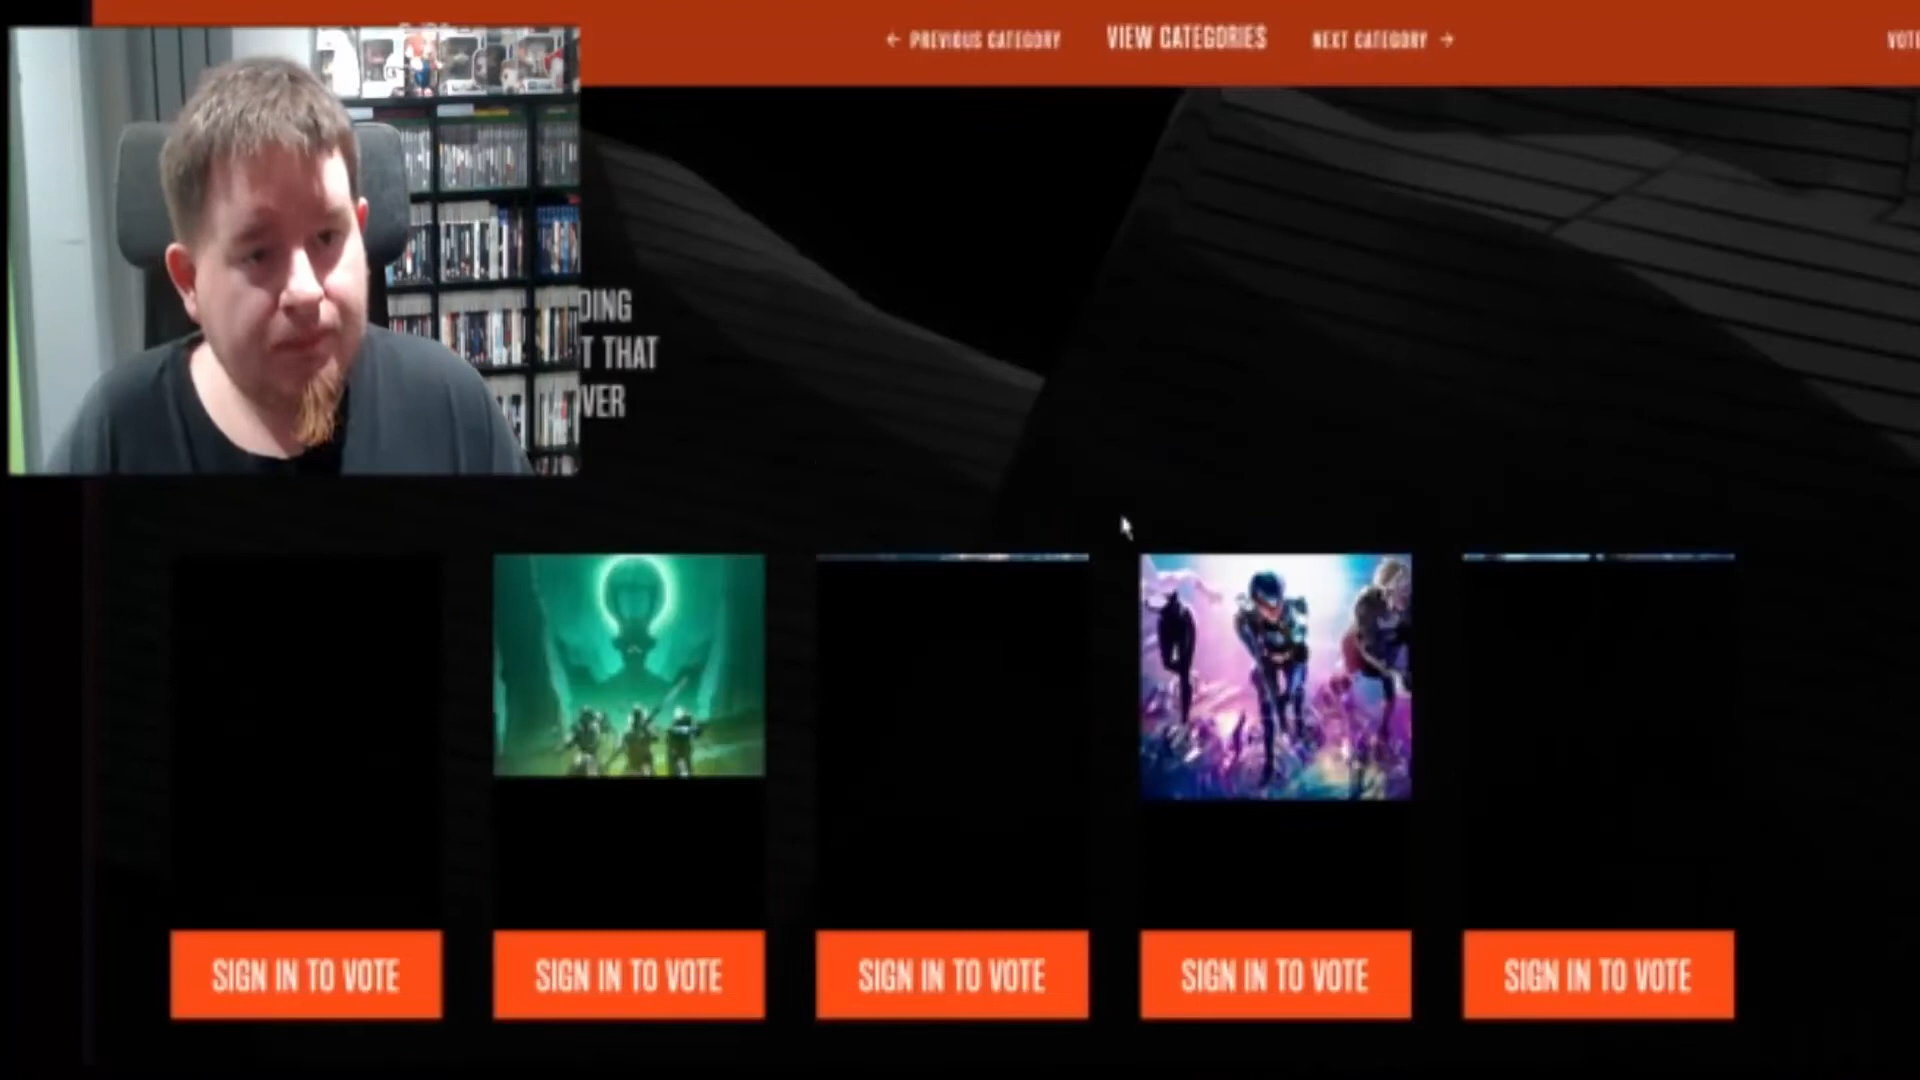 ← PREVIOUS CATEGORY VIEW CATEGORIES NEXT CATEGORY →
DING
T THAT
VER
SIGN IN TO VOTE SIGN IN TO VOTE SIGN IN TO VOTE SIGN IN TO VOTE SIGN IN TO VOTE